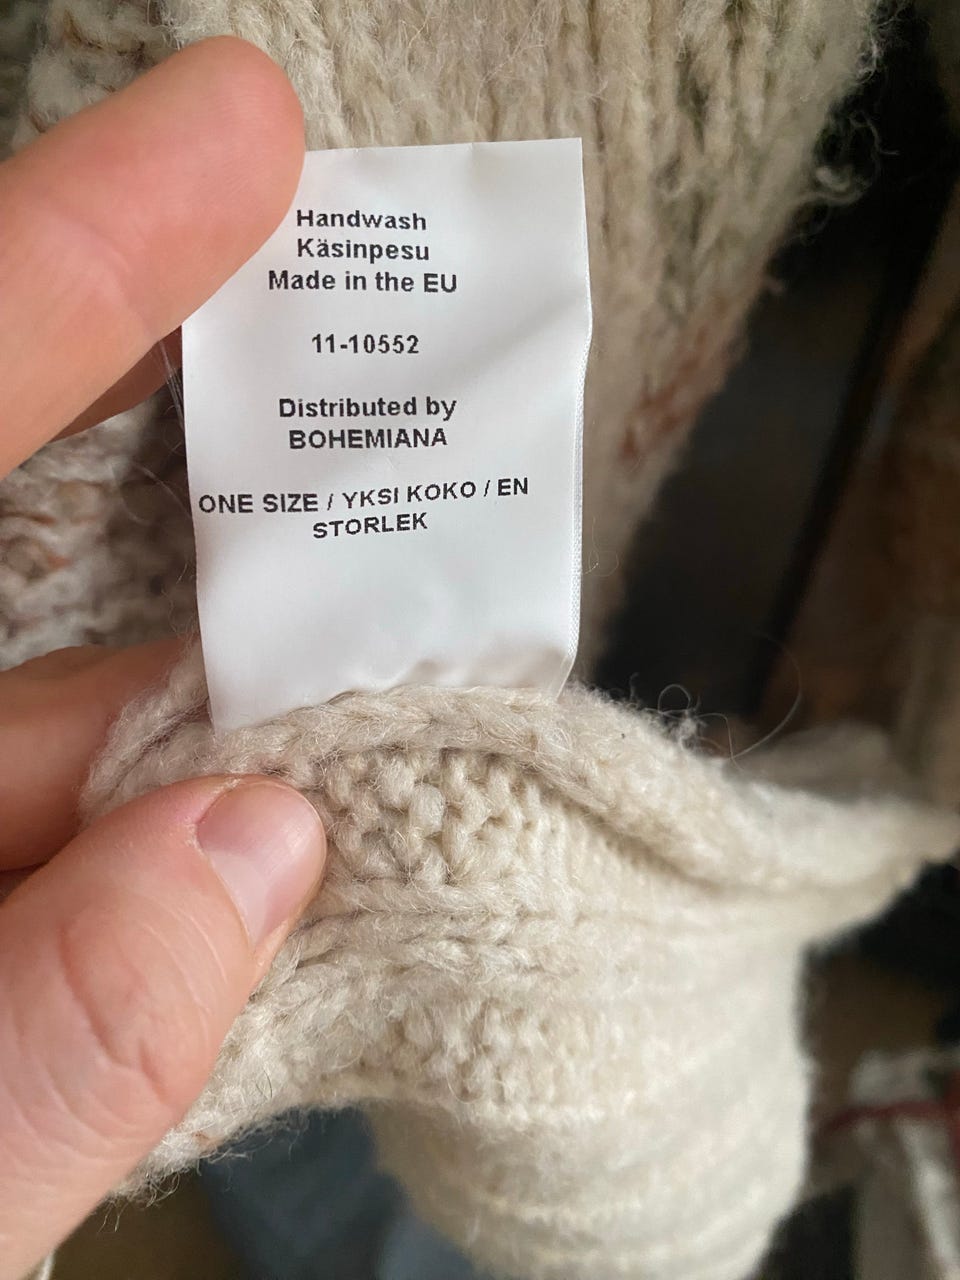 Handwash
Käsinpesu
Made in the EU
11-10552
Distributed by
BOHEMIANA
ONE SIZE / YKSI KOKO / EN
STORLEK